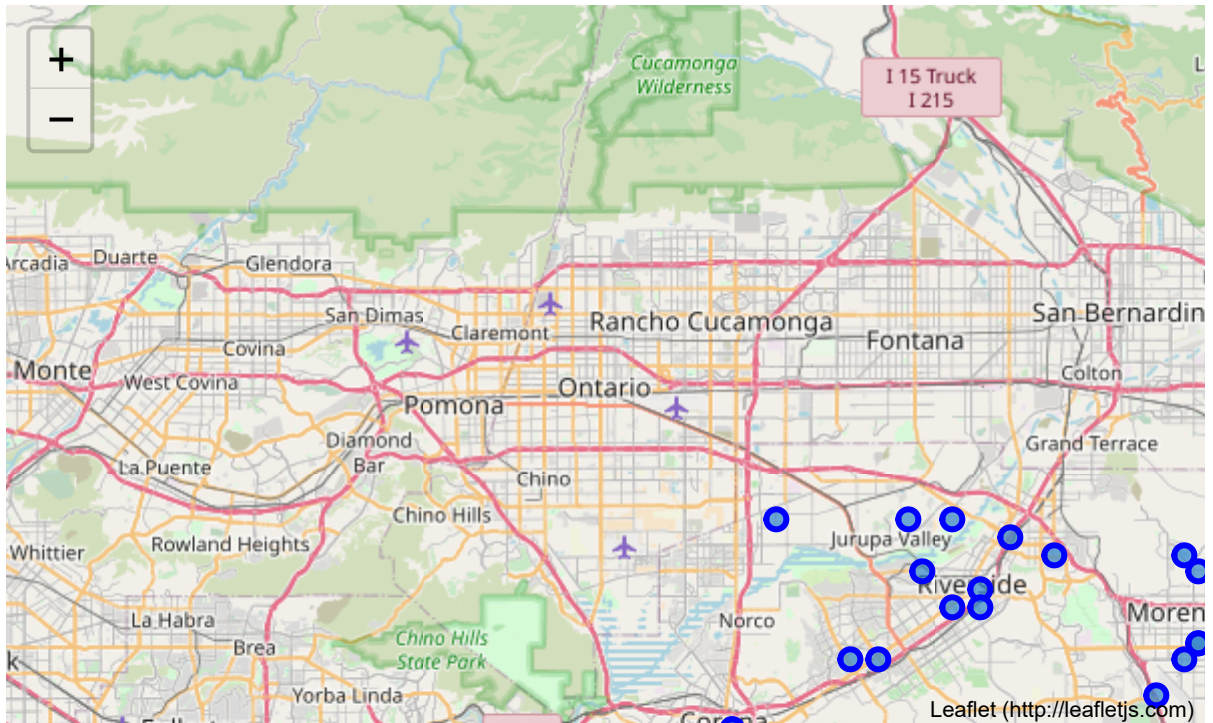 +
−
Cucamonga
Wilderness
I 15 Truck
I 215
L
Arcadia
Duarte
Glendora
San Dimas
Claremont
Rancho Cucamonga
San Bernardin
Fontana
Covina
Monte
West Covina
Ontario
Colton
Pomona
Diamond
Bar
Grand Terrace
La Puente
Chino
Chino Hills
Jurupa Valley
Rowland Heights
Whittier
Riverside
Moren
La Habra
Norco
Chino Hills
State Park
Brea
k
Yorba Linda
Corona
Leaflet (http://leafletjs.com)